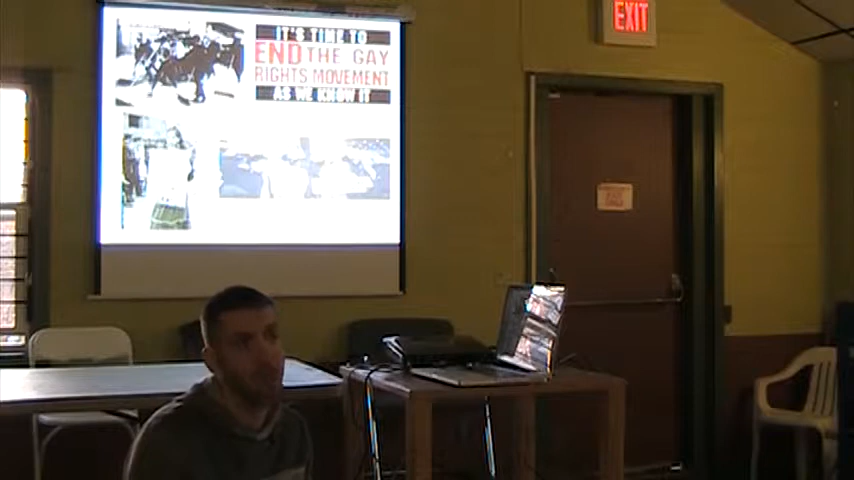 IT'S TIME TO
END THE GAY
RIGHTS MOVEMENT
AS WE KNOW IT
EXIT